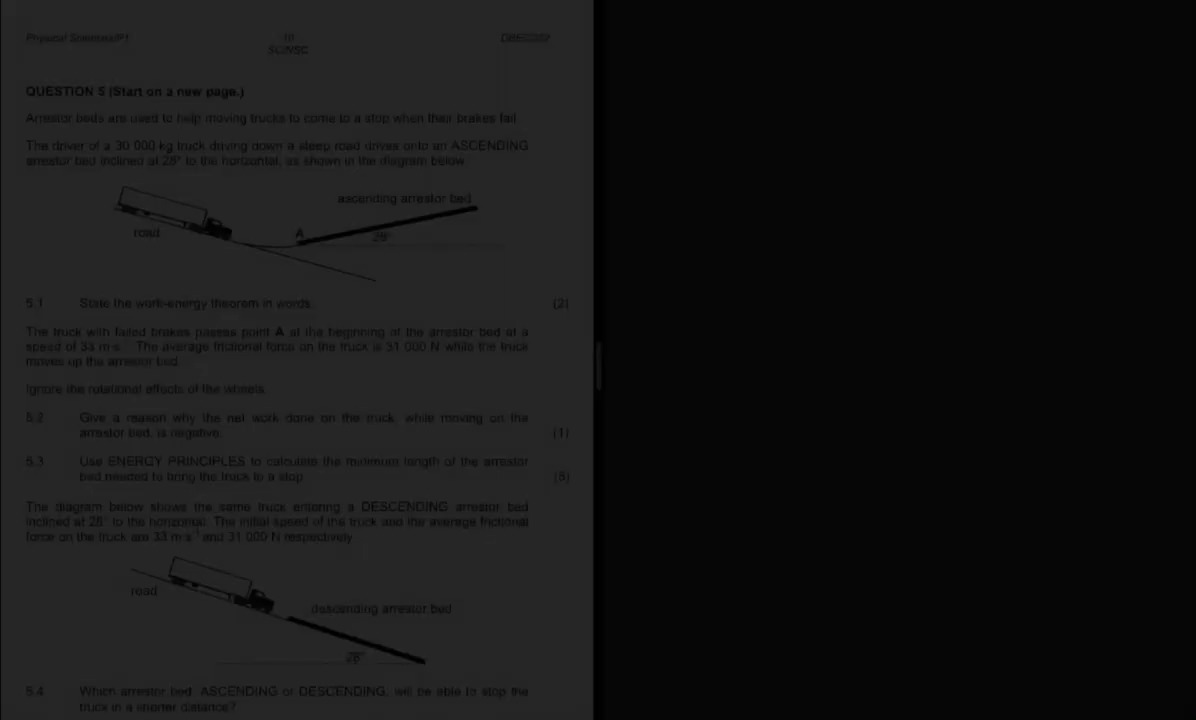 Physical Sciences/P1
10
SC/NSC
QUESTION 5 (Start on a new page.)
Arrestor beds are used to help moving trucks to come to a stop when their brakes fail.
The driver of a 30 000 kg truck driving down a steep road drives onto an ASCENDING
arrestor bed inclined at 28° to the horizontal, as shown in the diagram below.
ascending arrestor bed
road
A
28°
5.1 State the work-energy theorem in words. (2)
The truck with failed brakes passes point A at the beginning of the arrestor bed at a
speed of 33 m·s⁻¹. The average frictional force on the truck is 31 000 N while the truck
moves up the arrestor bed.
Ignore the rotational effects of the wheels.
5.2 Give a reason why the net work done on the truck, while moving on the
arrestor bed, is negative. (1)
5.3 Use ENERGY PRINCIPLES to calculate the minimum length of the arrestor
bed needed to bring the truck to a stop. (5)
The diagram below shows the same truck entering a DESCENDING arrestor bed
inclined at 28° to the horizontal. The initial speed of the truck and the average frictional
force on the truck are 33 m·s⁻¹ and 31 000 N respectively.
road
descending arrestor bed
28°
5.4 Which arrestor bed, ASCENDING or DESCENDING, will be able to stop the
truck in a shorter distance?